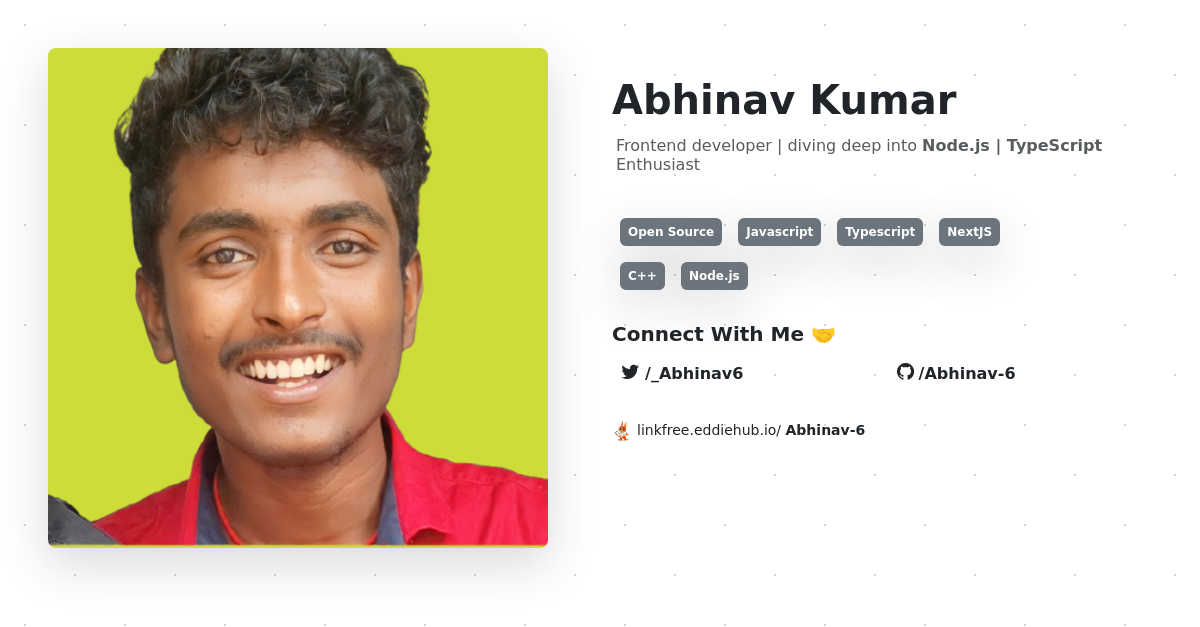 Abhinav Kumar
Frontend developer | diving deep into Node.js | TypeScript
Enthusiast
Open Source Javascript Typescript NextJS
C++ Node.js
Connect With Me 🤝
/_Abhinav6 /Abhinav-6
linkfree.eddiehub.io/ Abhinav-6